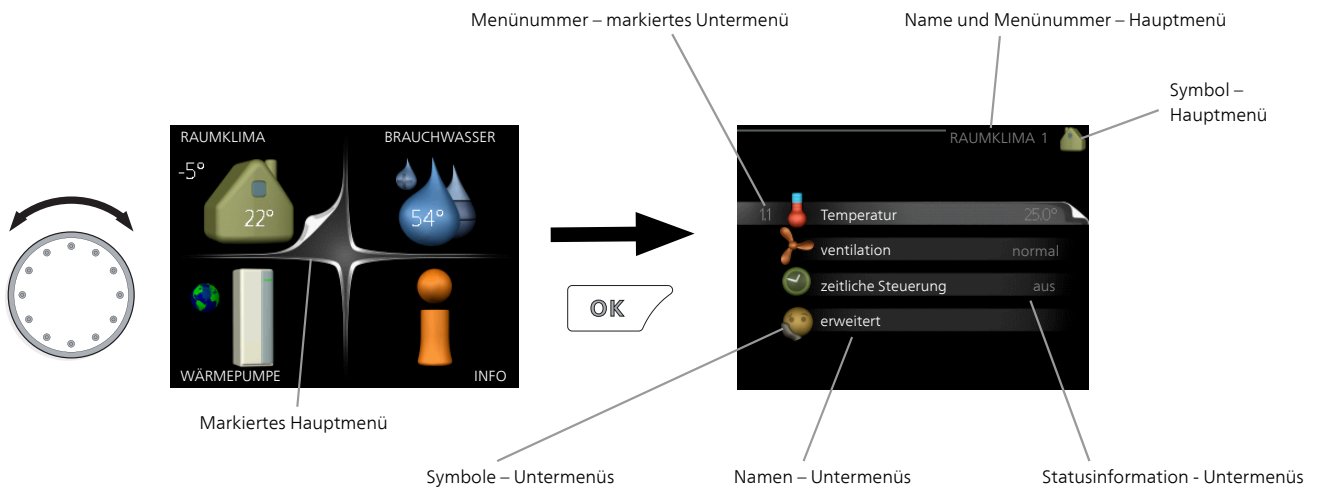 Menünummer – markiertes Untermenü
Name und Menünummer – Hauptmenü
Symbol –
Hauptmenü
RAUMKLIMA
BRAUCHWASSER
-5°
22°
54°
WÄRMEPUMPE
INFO
Markiertes Hauptmenü
OK
RAUMKLIMA 1
1.1 Temperatur 25.0°
ventilation normal
zeitliche Steuerung aus
erweitert
Symbole – Untermenüs
Namen – Untermenüs
Statusinformation - Untermenüs